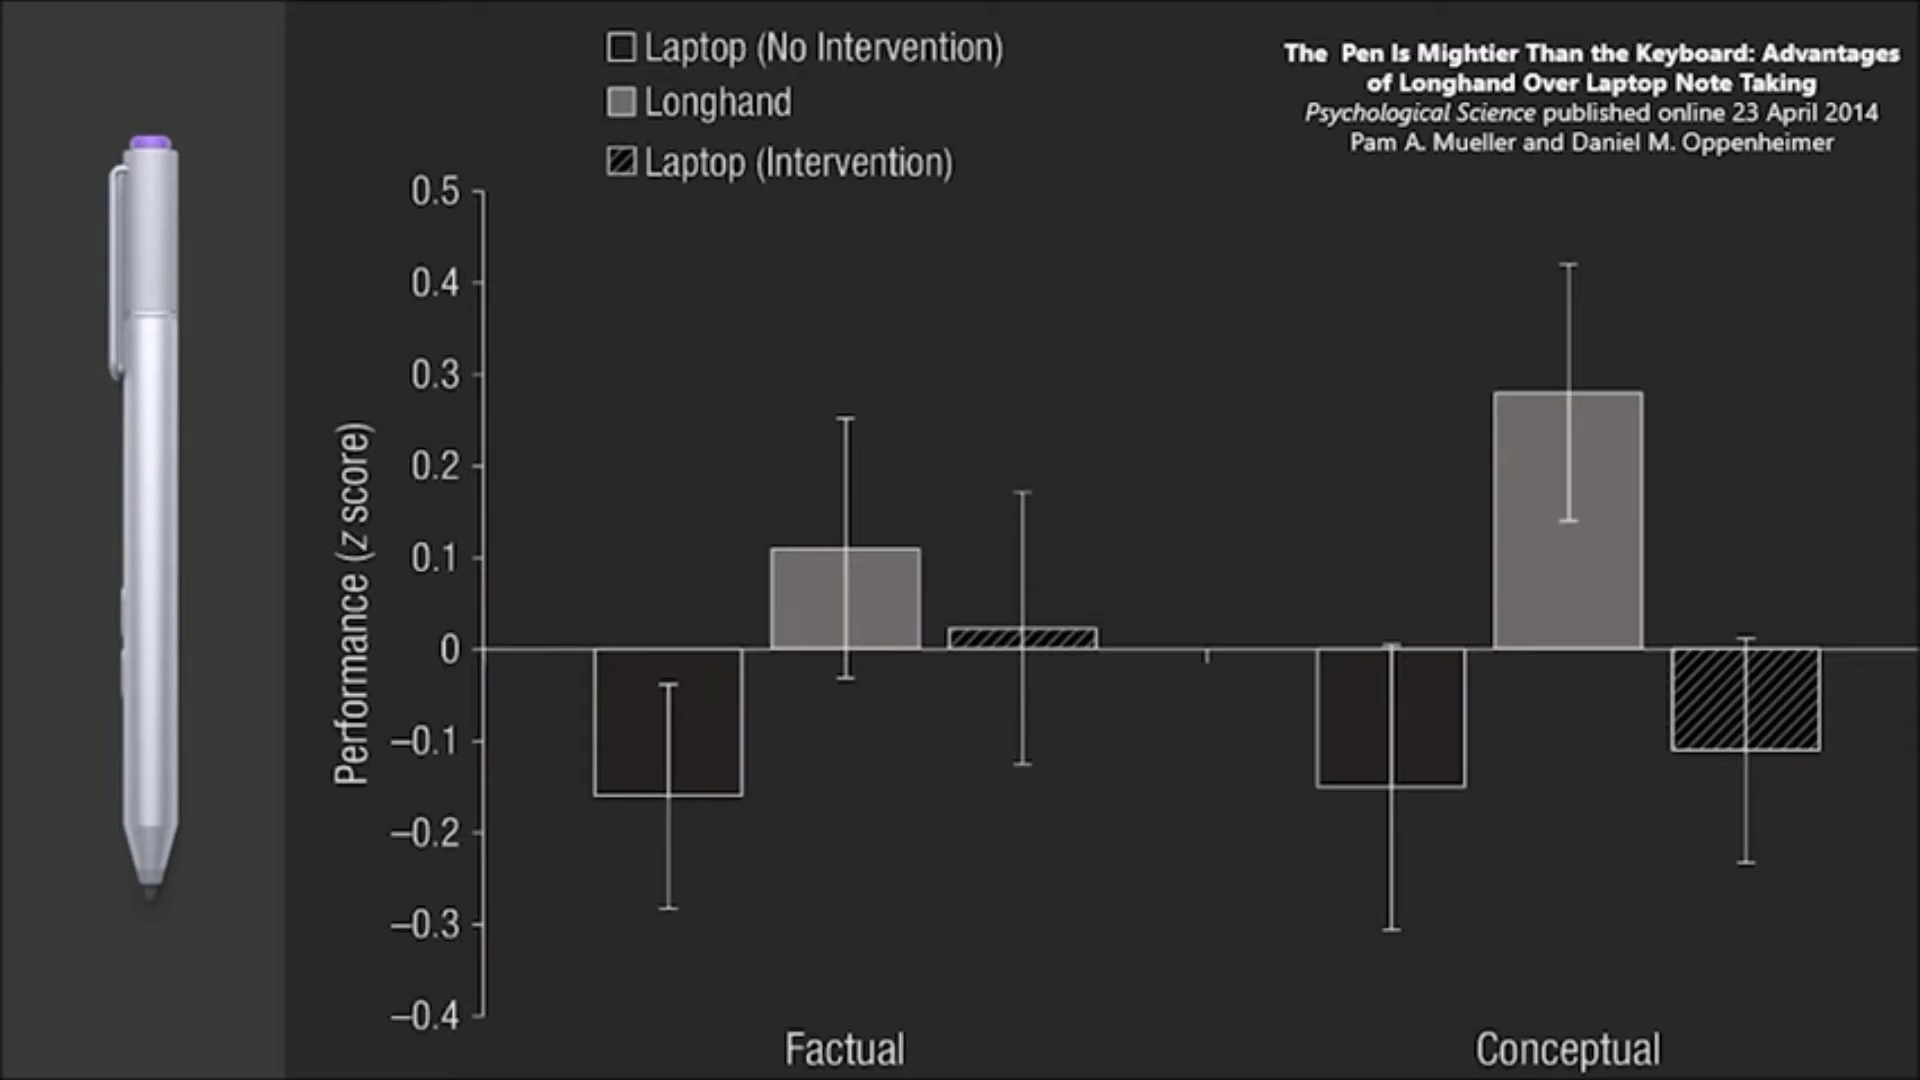 Laptop (No Intervention)
Longhand
Laptop (Intervention)
The Pen Is Mightier Than the Keyboard: Advantages
of Longhand Over Laptop Note Taking
Psychological Science published online 23 April 2014
Pam A. Mueller and Daniel M. Oppenheimer
Performance (z score)
0.5
0.4
0.3
0.2
0.1
0
–0.1
–0.2
–0.3
–0.4
Factual
Conceptual